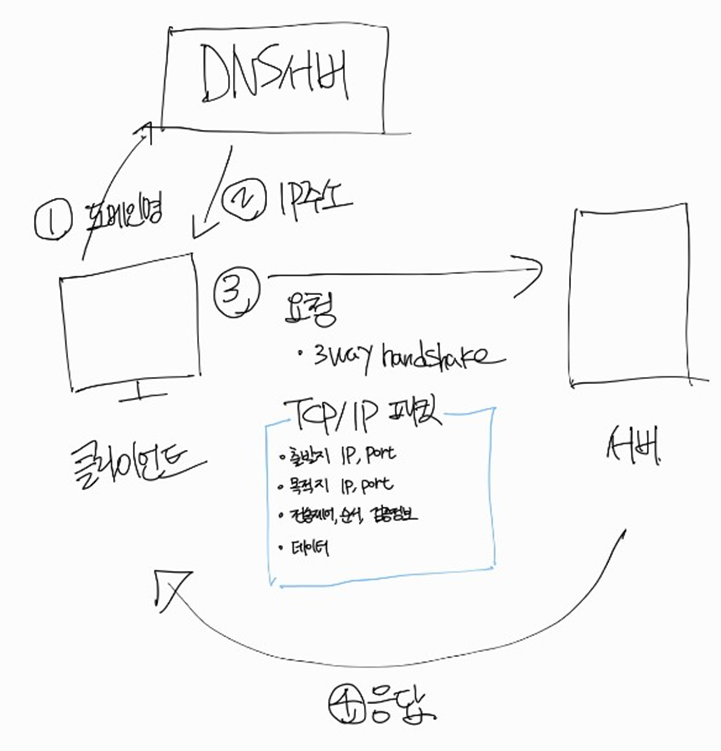 DNS서버
① 도메인명
② IP주소
③
요청
· 3way handshake
TCP/IP 패킷
· 출발지 IP, Port
· 목적지 IP, port
· 전송제어, 순서, 검증정보
· 데이터
클라이언트
서버
④ 응답